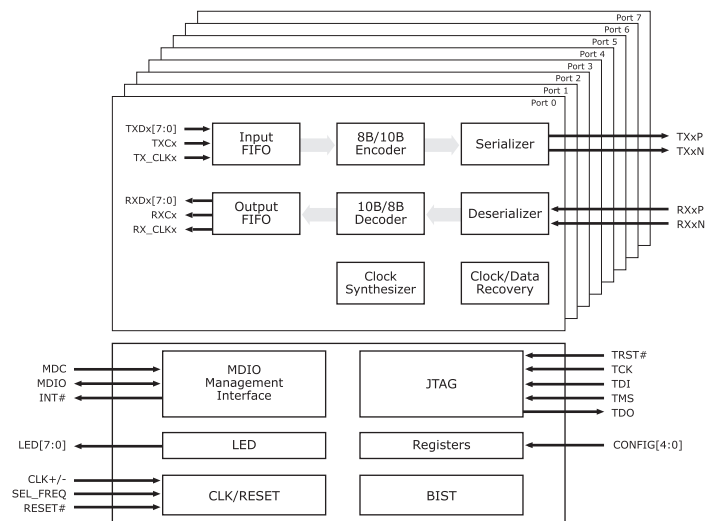 Port 7
Port 6
Port 5
Port 4
Port 3
Port 2
Port 1
Port 0
TXDx[7:0]
TXCx
TX_CLKx
Input
FIFO
8B/10B
Encoder
Serializer
TXxP
TXxN
RXDx[7:0]
RXCx
RX_CLKx
Output
FIFO
10B/8B
Decoder
Deserializer
RXxP
RXxN
Clock
Synthesizer
Clock/Data
Recovery
MDC
MDIO
INT#
MDIO
Management
Interface
JTAG
TRST#
TCK
TDI
TMS
TDO
LED[7:0]
LED
Registers
CONFIG[4:0]
CLK+/-
SEL_FREQ
RESET#
CLK/RESET
BIST